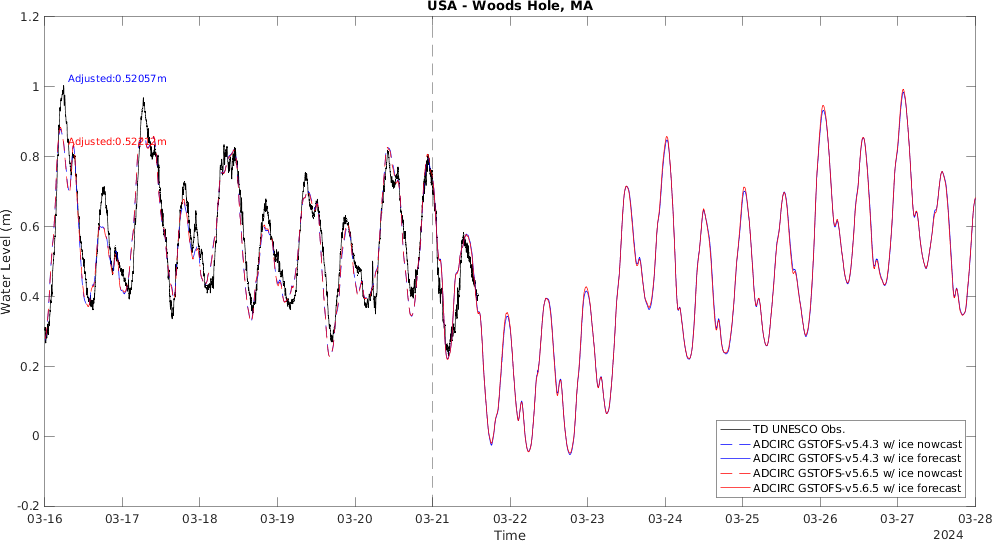 USA - Woods Hole, MA
1.2
1
0.8
0.6
0.4
0.2
0
-0.2
Water Level (m)
Adjusted:0.52057m
03-16
03-17
03-18
03-19
03-20
03-21
03-22
03-23
03-24
03-25
03-26
03-27
03-28
Time
2024
TD UNESCO Obs.
ADCIRC GSTOFS-v5.4.3 w/ ice nowcast
ADCIRC GSTOFS-v5.4.3 w/ ice forecast
ADCIRC GSTOFS-v5.6.5 w/ ice nowcast
ADCIRC GSTOFS-v5.6.5 w/ ice forecast